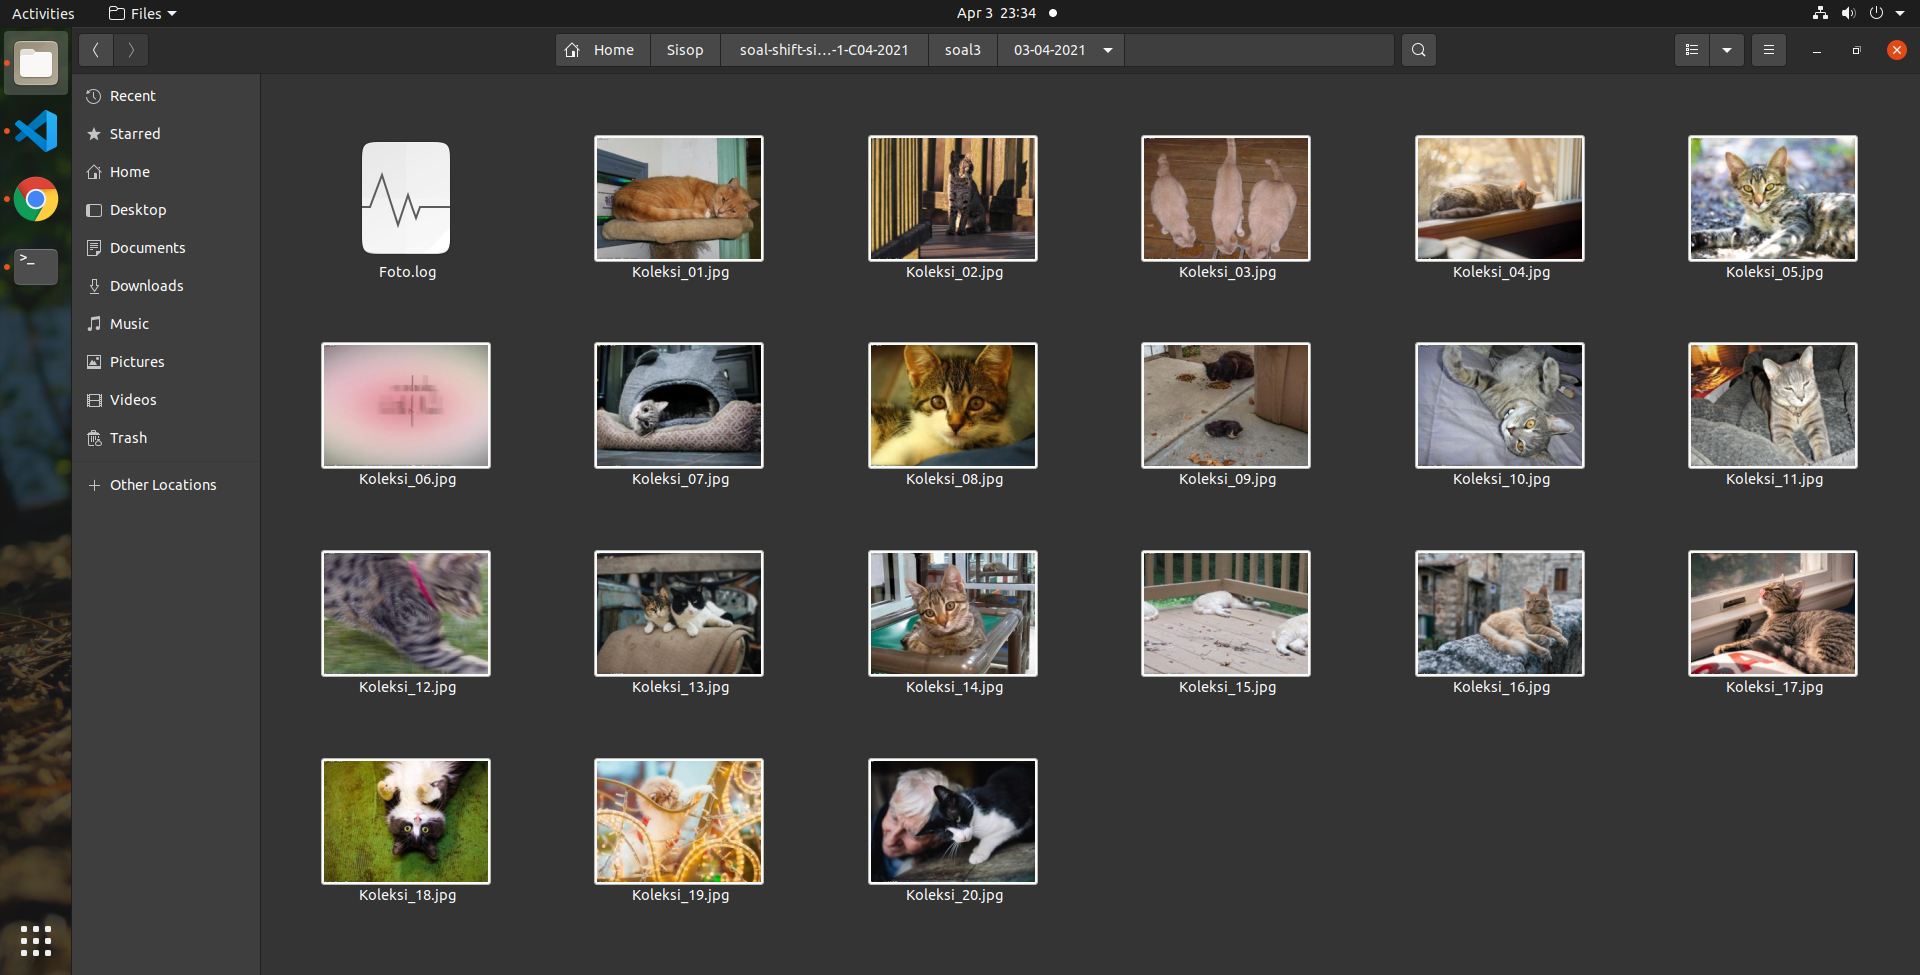 Activities Files Apr 3 23:34
Home Sisop soal-shift-si...-1-C04-2021 soal3 03-04-2021
Recent
Starred
Home
Desktop
Documents
Downloads
Music
Pictures
Videos
Trash
Other Locations
Foto.log Koleksi_01.jpg Koleksi_02.jpg Koleksi_03.jpg Koleksi_04.jpg Koleksi_05.jpg
Koleksi_06.jpg Koleksi_07.jpg Koleksi_08.jpg Koleksi_09.jpg Koleksi_10.jpg Koleksi_11.jpg
Koleksi_12.jpg Koleksi_13.jpg Koleksi_14.jpg Koleksi_15.jpg Koleksi_16.jpg Koleksi_17.jpg
Koleksi_18.jpg Koleksi_19.jpg Koleksi_20.jpg